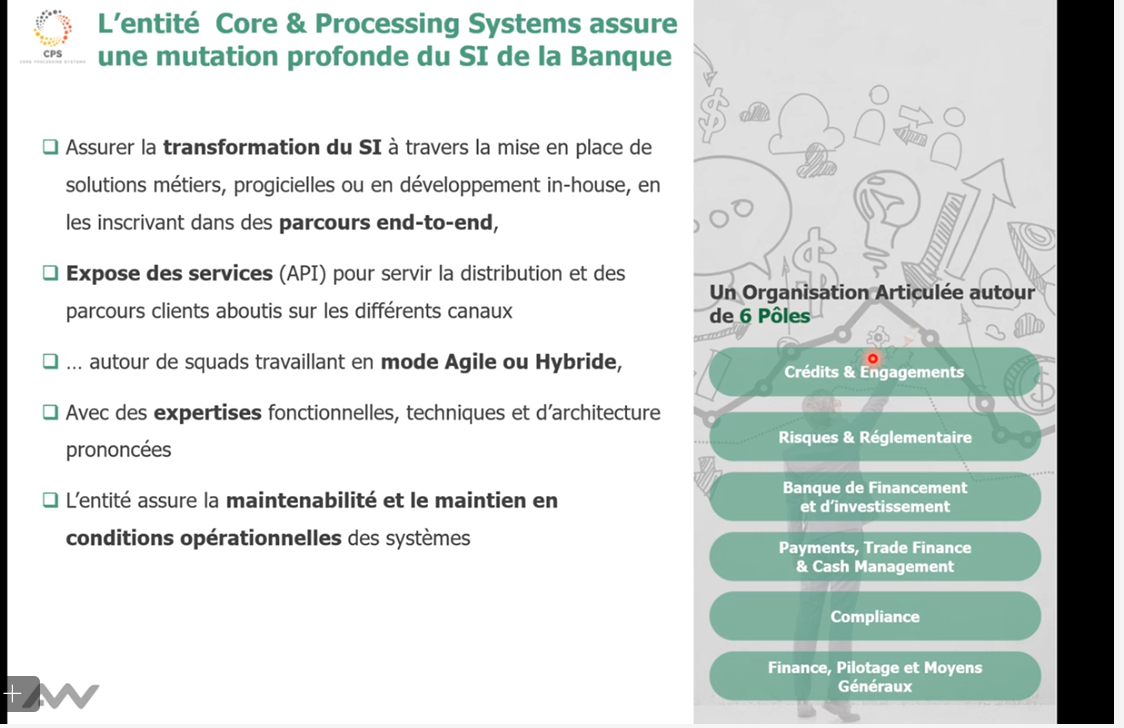 L'entité  Core & Processing Systems assure
une mutation profonde du SI de la Banque
CPS
CORE PROCESSING SYSTEMS
❑ Assurer la transformation du SI à travers la mise en place de
solutions métiers, progicielles ou en développement in-house, en
les inscrivant dans des parcours end-to-end,
❑ Expose des services (API) pour servir la distribution et des
parcours clients aboutis sur les différents canaux
❑ ... autour de squads travaillant en mode Agile ou Hybride,
❑ Avec des expertises fonctionnelles, techniques et d'architecture
prononcées
❑ L'entité assure la maintenabilité et le maintien en
conditions opérationnelles des systèmes
Un Organisation Articulée autour
de 6 Pôles
Crédits & Engagements
Risques & Réglementaire
Banque de Financement
et d'investissement
Payments, Trade Finance
& Cash Management
Compliance
Finance, Pilotage et Moyens
Généraux